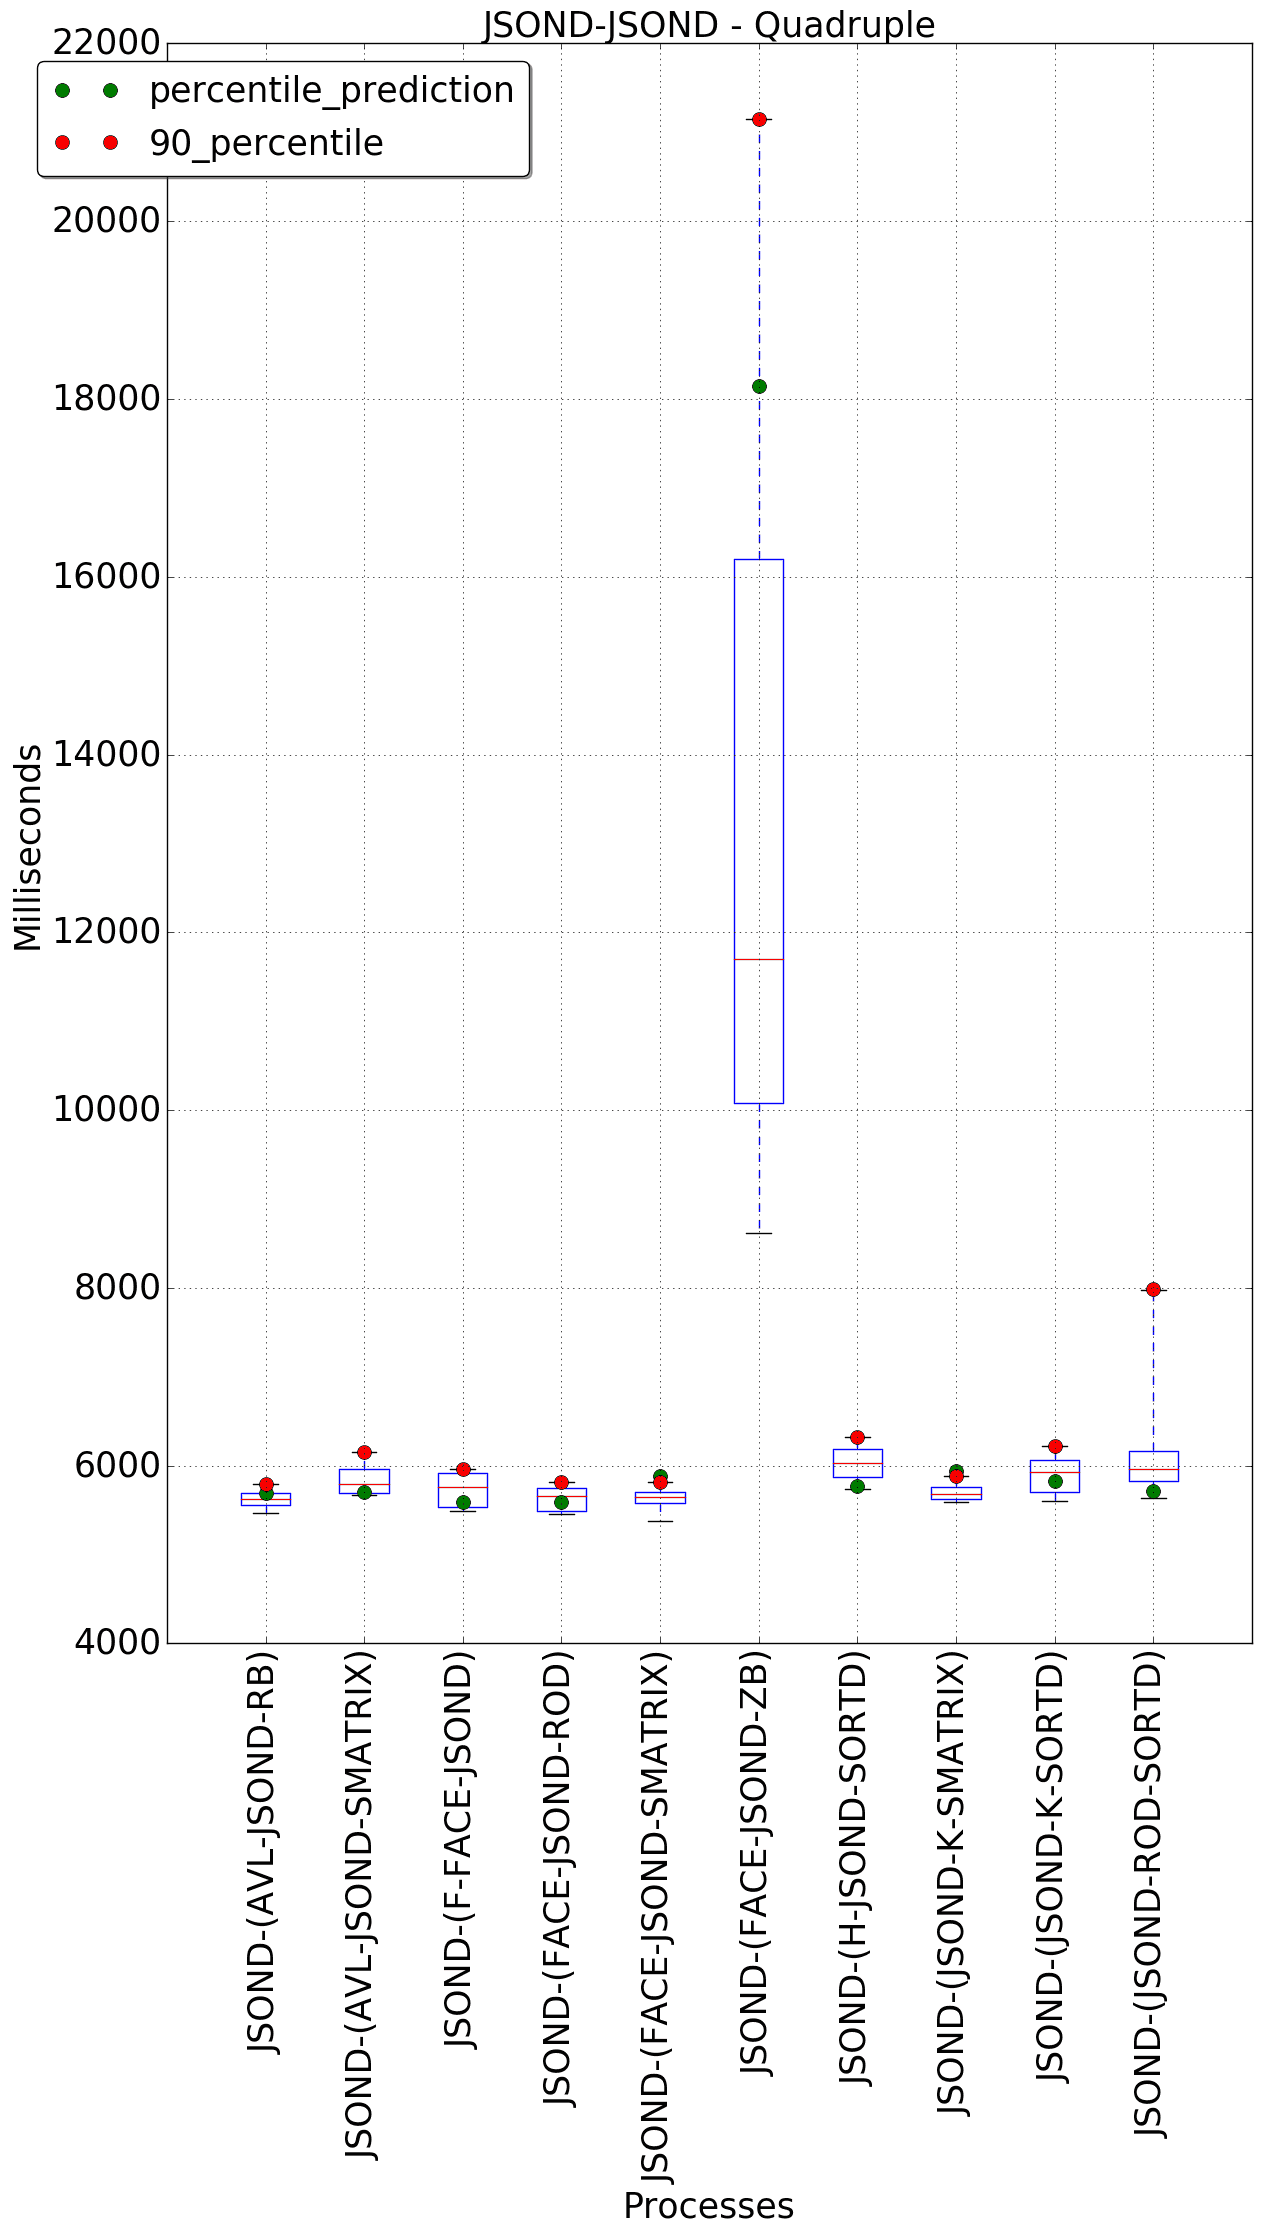 JSOND-JSOND - Quadruple
percentile_prediction
90_percentile
22000
20000
18000
16000
14000
12000
10000
8000
6000
4000
Milliseconds
JSOND-(AVL-JSOND-RB)
JSOND-(AVL-JSOND-SMATRIX)
JSOND-(F-FACE-JSOND)
JSOND-(FACE-JSOND-ROD)
JSOND-(FACE-JSOND-SMATRIX)
JSOND-(FACE-JSOND-ZB)
JSOND-(H-JSOND-SORTD)
JSOND-(JSOND-K-SMATRIX)
JSOND-(JSOND-K-SORTD)
JSOND-(JSOND-ROD-SORTD)
Processes